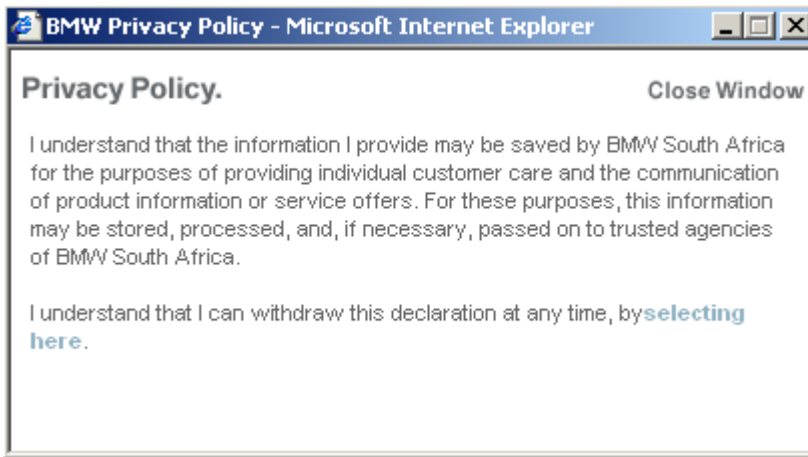 BMW Privacy Policy - Microsoft Internet Explorer
Privacy Policy.
Close Window
I understand that the information I provide may be saved by BMW South Africa
for the purposes of providing individual customer care and the communication
of product information or service offers. For these purposes, this information
may be stored, processed, and, if necessary, passed on to trusted agencies
of BMW South Africa.
I understand that I can withdraw this declaration at any time, byselecting
here.